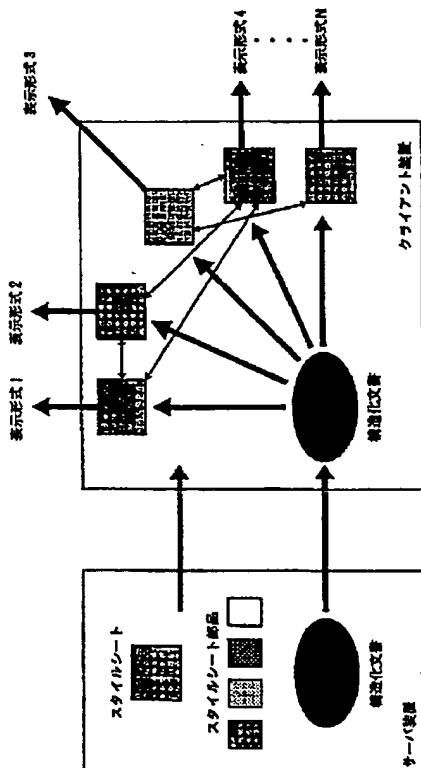 表示形式1
表示形式2
表示形式3
表示形式4
表示形式N
スタイルシート
スタイルシート部品
構造化文書
サーバ装置
構造化文書
クライアント装置